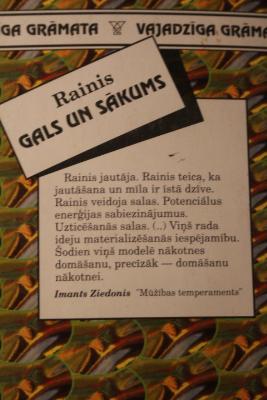 GA GRĀMATA VAJADZĪGA GRĀMA
Rainis
GALS UN SĀKUMS
Rainis jautāja. Rainis teica, ka
jautāšana un mīla ir īstā dzīve.
Rainis veidoja salas. Potenciālus
enerģijas sabiezinājumus.
Uzticēšanās salas. (..) Viņš rada
ideju materializēšanās iespējamību.
Šodien viņš modelē nākotnes
domāšanu, precīzāk — domāšanu
nākotnei.
Imants Ziedonis "Mūžības temperaments"